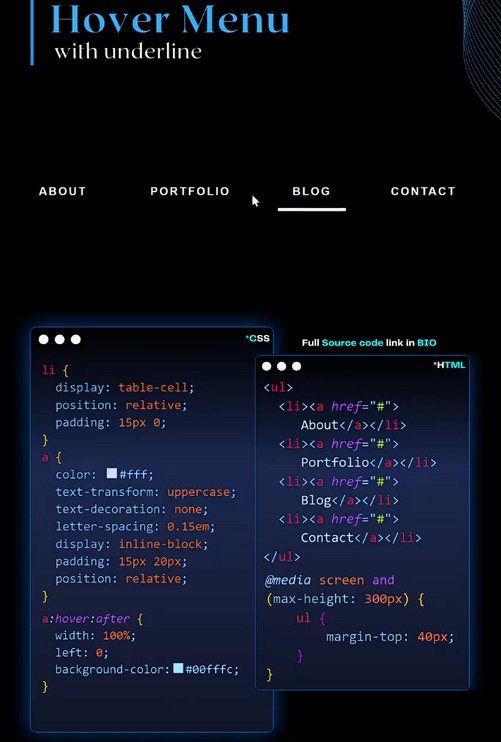 Hover Menu
with underline
ABOUT PORTFOLIO BLOG CONTACT
*CSS
li {
display: table-cell;
position: relative;
padding: 15px 0;
}
a {
color: #fff;
text-transform: uppercase;
text-decoration: none;
letter-spacing: 0.15em;
display: inline-block;
padding: 15px 20px;
position: relative;
}
a:hover:after {
width: 100%;
left: 0;
background-color: #00fffc;
}
Full Source code link in BIO
*HTML
<ul>
<li><a href="#">
About</a></li>
<li><a href="#">
Portfolio</a></li>
<li><a href="#">
Blog</a></li>
<li><a href="#">
Contact</a></li>
</ul>
@media screen and
(max-height: 300px) {
ul {
margin-top: 40px;
}
}